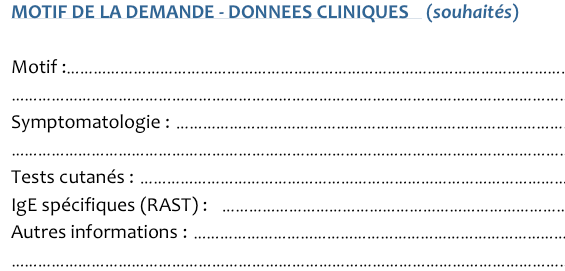 MOTIF DE LA DEMANDE - DONNEES CLINIQUES (souhaités)
Motif :....................................................................................................
....................................................................................................
Symptomatologie : ....................................................................................................
....................................................................................................
Tests cutanés : ....................................................................................................
IgE spécifiques (RAST) : ....................................................................................................
Autres informations : ....................................................................................................
....................................................................................................